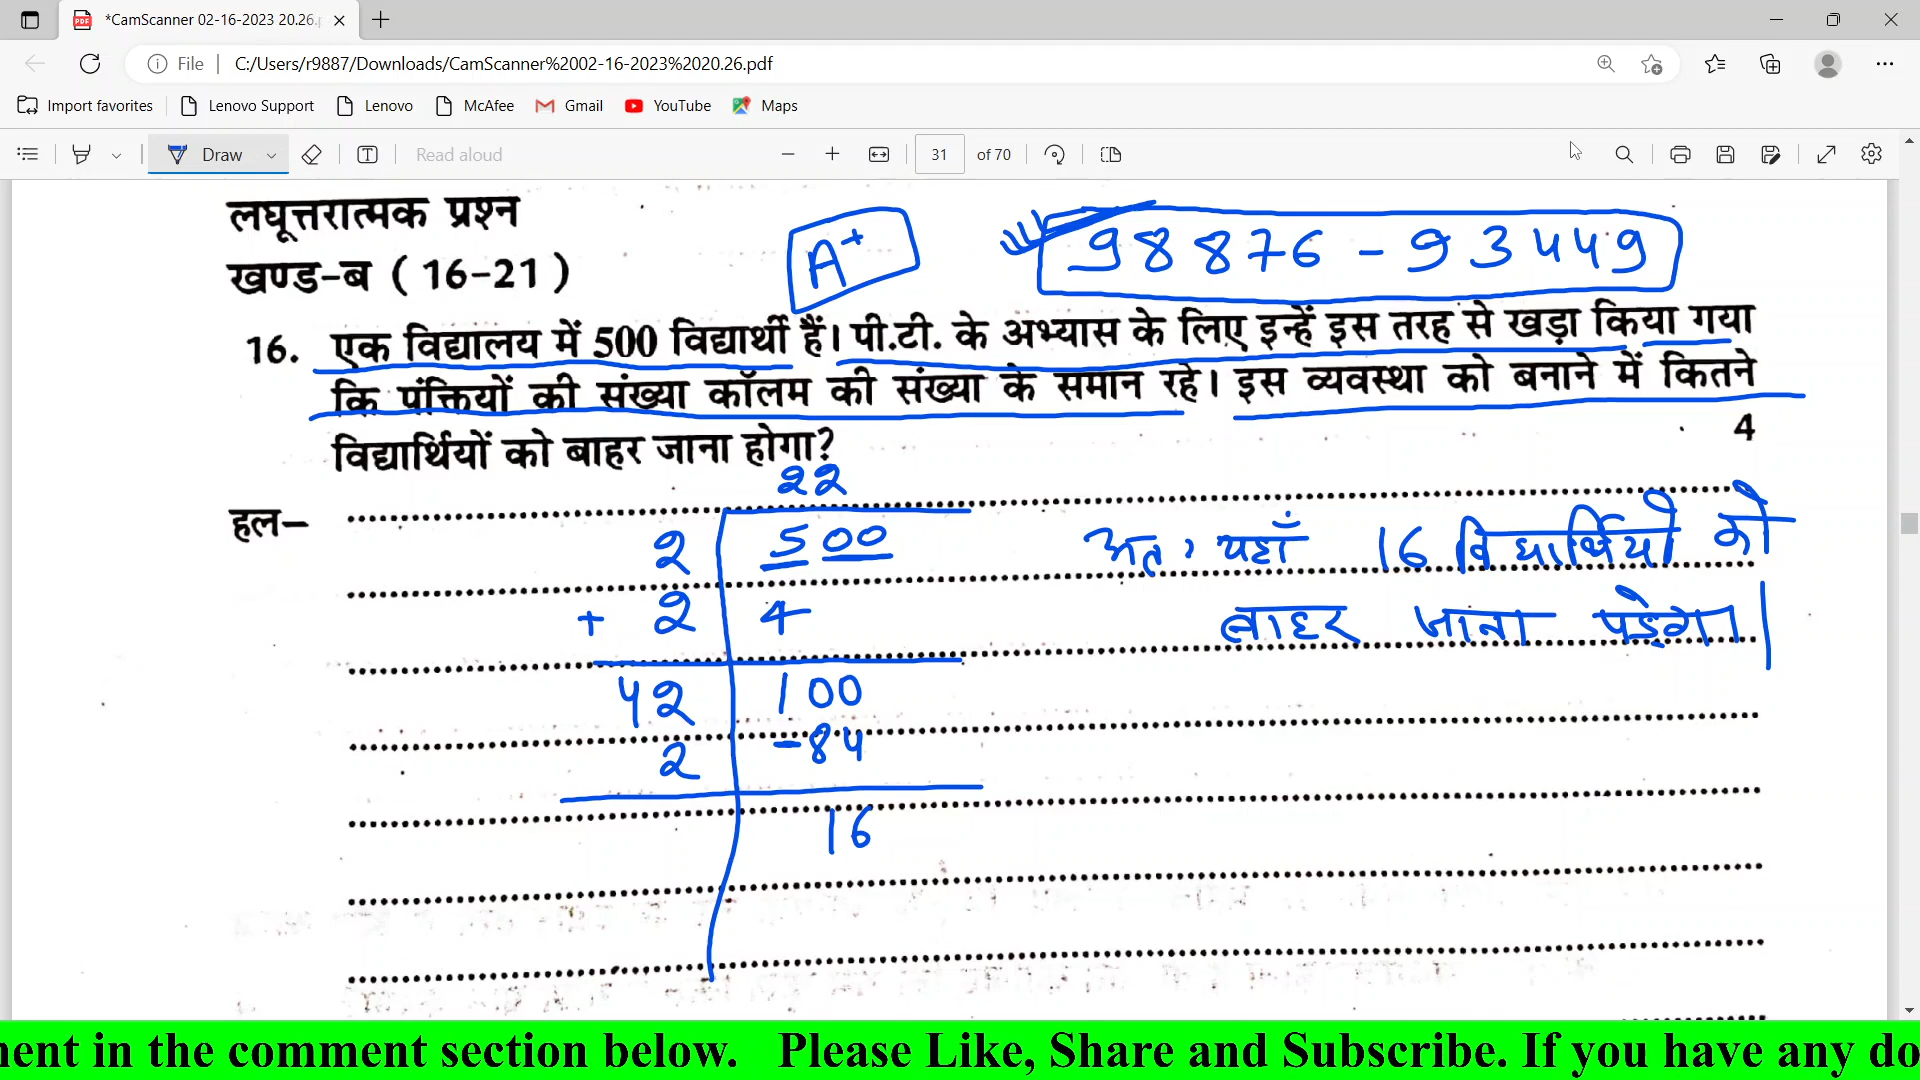 *CamScanner 02-16-2023 20.26.
File C:/Users/r9887/Downloads/CamScanner%2002-16-2023%2020.26.pdf
Import favorites Lenovo Support Lenovo McAfee Gmail YouTube Maps
Draw Read aloud 31 of 70
लघूत्तरात्मक प्रश्न
खण्ड-ब ( 16-21 )
A+
98876-93449
16. एक विद्यालय में 500 विद्यार्थी हैं। पी.टी. के अभ्यास के लिए इन्हें इस तरह से खड़ा किया गया
कि पंक्तियों की संख्या कॉलम की संख्या के समान रहे। इस व्यवस्था को बनाने में कितने
विद्यार्थियों को बाहर जाना होगा?
4
22
हल–
2 500
+ 2 4
42 100
2 -84
16
अतः यहाँ 16 विद्यार्थियों को
बाहर जाना पड़ेगा।
ment in the comment section below. Please Like, Share and Subscribe. If you have any do